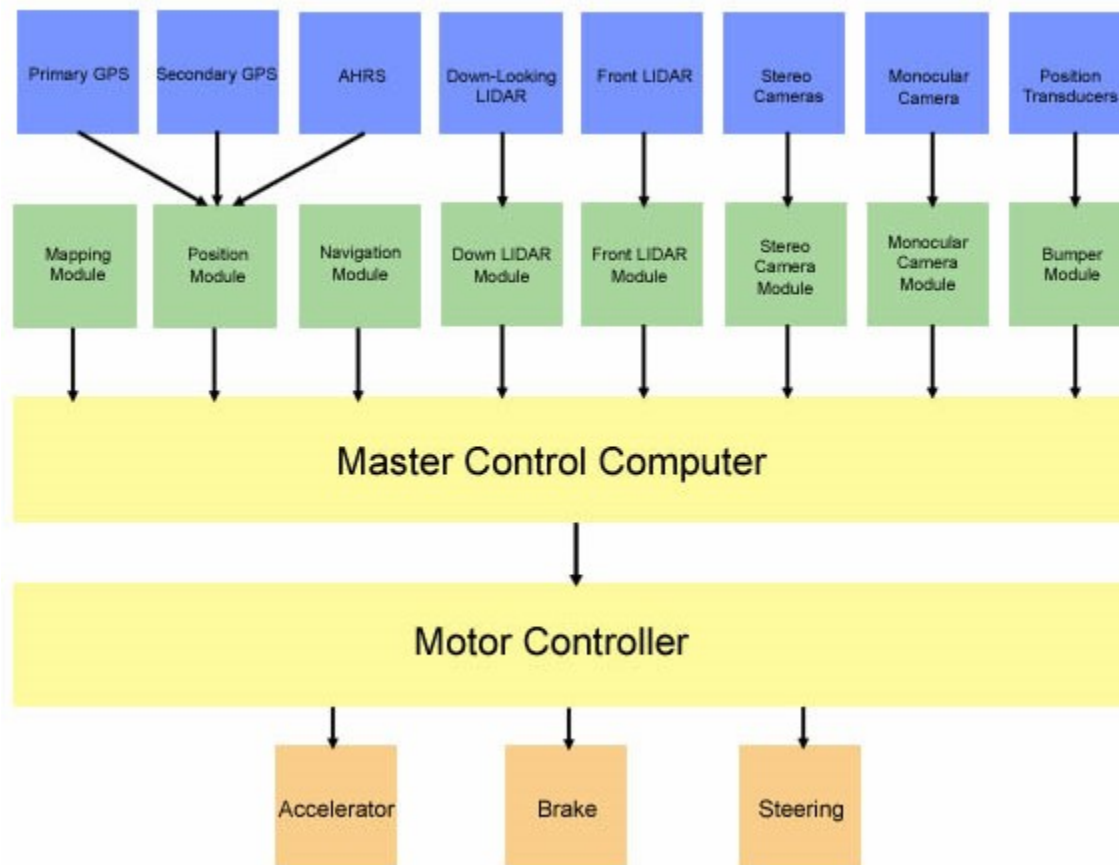 Primary GPS
Secondary GPS
AHRS
Down-Looking
LIDAR
Front LIDAR
Stereo
Cameras
Monocular
Camera
Position
Transducers
Mapping
Module
Position
Module
Navigation
Module
Down LIDAR
Module
Front LIDAR
Module
Stereo
Camera
Module
Monocular
Camera
Module
Bumper
Module
Master Control Computer
Motor Controller
Accelerator
Brake
Steering